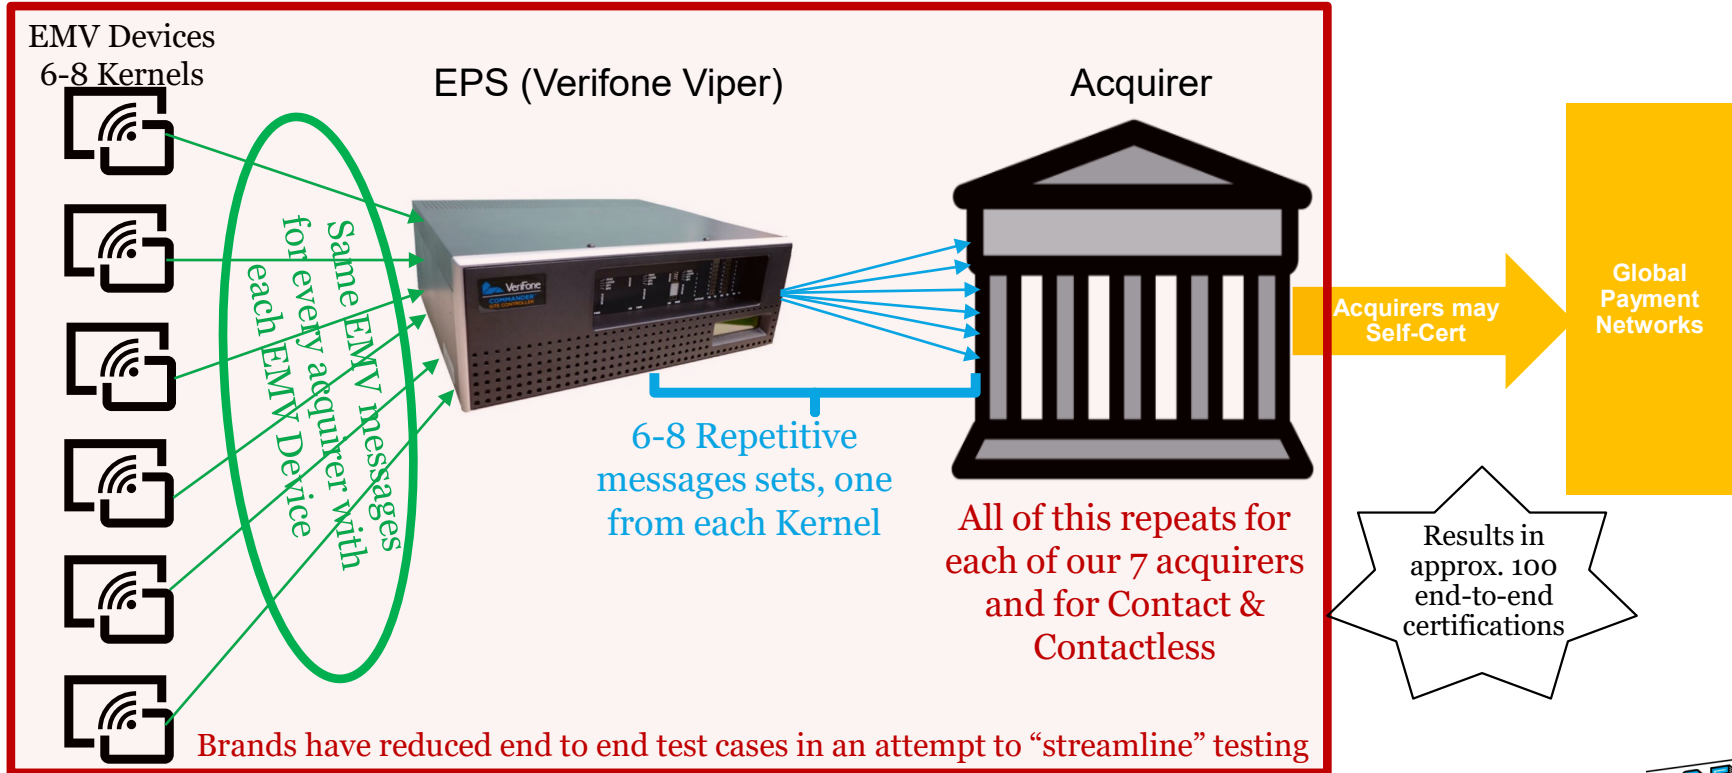 EMV Devices
6-8 Kernels
EPS (Verifone Viper)
Acquirer
Same EMV messages
for every acquirer with
each EMV Device
Verifone
COMMANDER
SITE CONTROLLER
6-8 Repetitive
messages sets, one
from each Kernel
All of this repeats for
each of our 7 acquirers
and for Contact &
Contactless
Acquirers may
Self-Cert
Global
Payment
Networks
Results in
approx. 100
end-to-end
certifications
Brands have reduced end to end test cases in an attempt to “streamline” testing